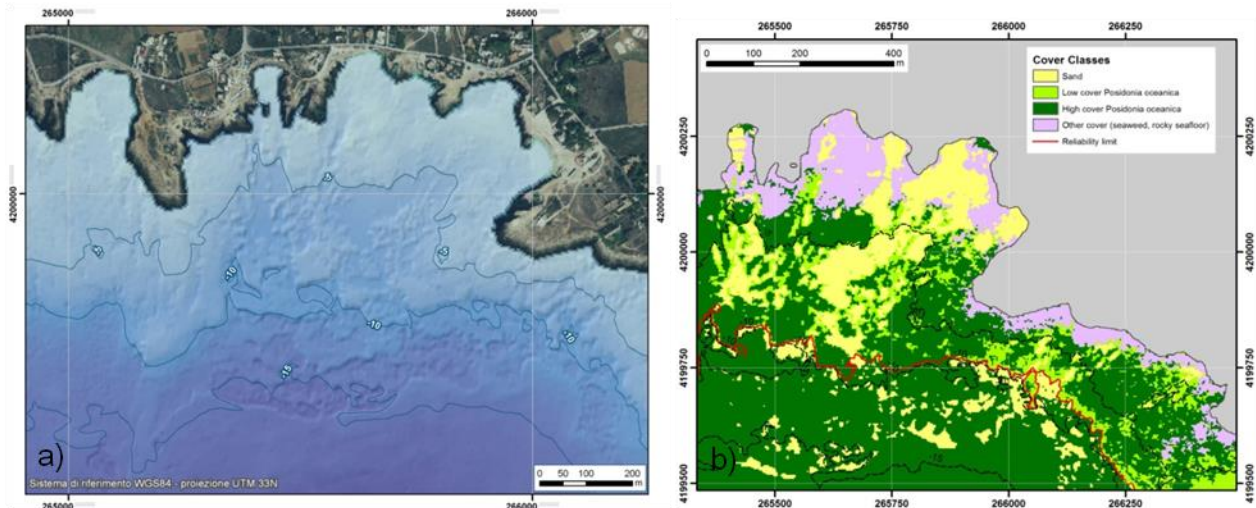 265000
266000
4200000
4200000
-5
-5
-5
-10
-10
-10
-15
a)
Sistema di riferimento WGS84 - proiezione UTM 33N
0 50 100 200
m
265000
266000
265500
265750
266000
266250
0 100 200 400
m
Cover Classes
Sand
Low cover Posidonia oceanica
High cover Posidonia oceanica
Other cover (seaweed, rocky seafloor)
Reliability limit
4200250
4200250
4200000
4200000
4199750
4199750
4199500
4199500
-15
b)
265500
265750
266000
266250